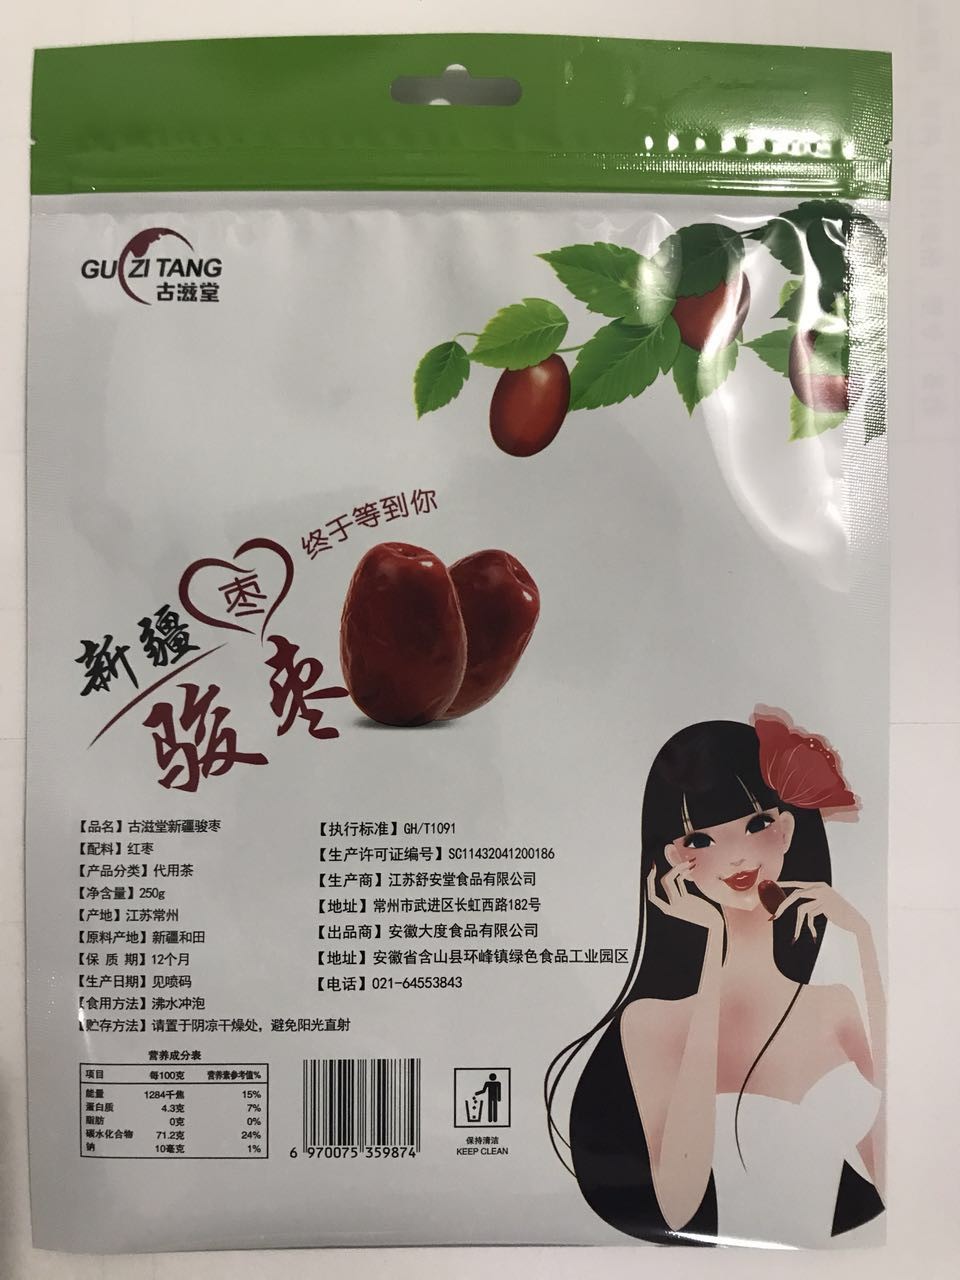 GU ZI TANG
古滋堂
终于等到你
枣
新疆
骏枣
【品名】古滋堂新疆骏枣
【配料】红枣
【产品分类】代用茶
【净含量】250g
【产地】江苏常州
【原料产地】新疆和田
【保 质 期】12个月
【生产日期】见喷码
【食用方法】沸水冲泡
【贮存方法】请置于阴凉干燥处，避免阳光直射
【执行标准】GH/T1091
【生产许可证编号】SC11432041200186
【生产商】江苏舒安堂食品有限公司
【地址】常州市武进区长虹西路182号
【出品商】安徽大度食品有限公司
【地址】安徽省含山县环峰镇绿色食品工业园区
【电话】021-64553843
营养成分表
项目 每100克 营养素参考值%
能量 1284千焦 15%
蛋白质 4.3克 7%
脂肪 0克 0%
碳水化合物 71.2克 24%
钠 10毫克 1%
6 970075 359874
保持清洁
KEEP CLEAN